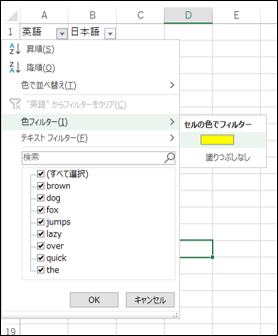 D E
1 英語 日本語
昇順(S)
降順(O)
色で並べ替え(T)
"英語" からフィルターをクリア(C)
色フィルター(I)
セルの色でフィルター
塗りつぶしなし
テキスト フィルター(F)
検索
(すべて選択)
brown
dog
fox
jumps
lazy
over
quick
the
OK キャンセル
19